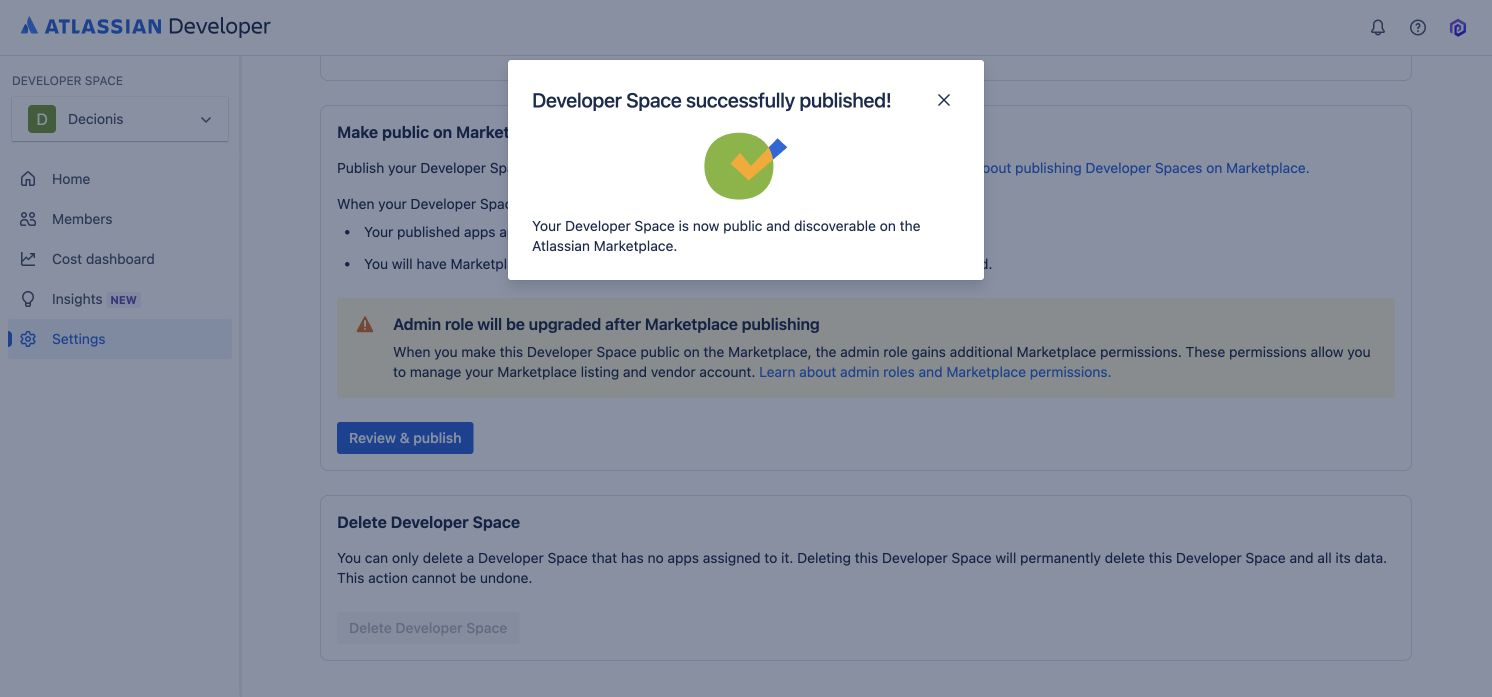 ATLASSIAN Developer
DEVELOPER SPACE
D Decionis
Home
Members
Cost dashboard
Insights NEW
Settings
Developer Space successfully published!
Your Developer Space is now public and discoverable on the
Atlassian Marketplace.
Make public on Market
Publish your Developer Sp
bout publishing Developer Spaces on Marketplace.
When your Developer Spac
• Your published apps a
• You will have Marketpl
d.
Admin role will be upgraded after Marketplace publishing
When you make this Developer Space public on the Marketplace, the admin role gains additional Marketplace permissions. These permissions allow you
to manage your Marketplace listing and vendor account. Learn about admin roles and Marketplace permissions.
Review & publish
Delete Developer Space
You can only delete a Developer Space that has no apps assigned to it. Deleting this Developer Space will permanently delete this Developer Space and all its data.
This action cannot be undone.
Delete Developer Space